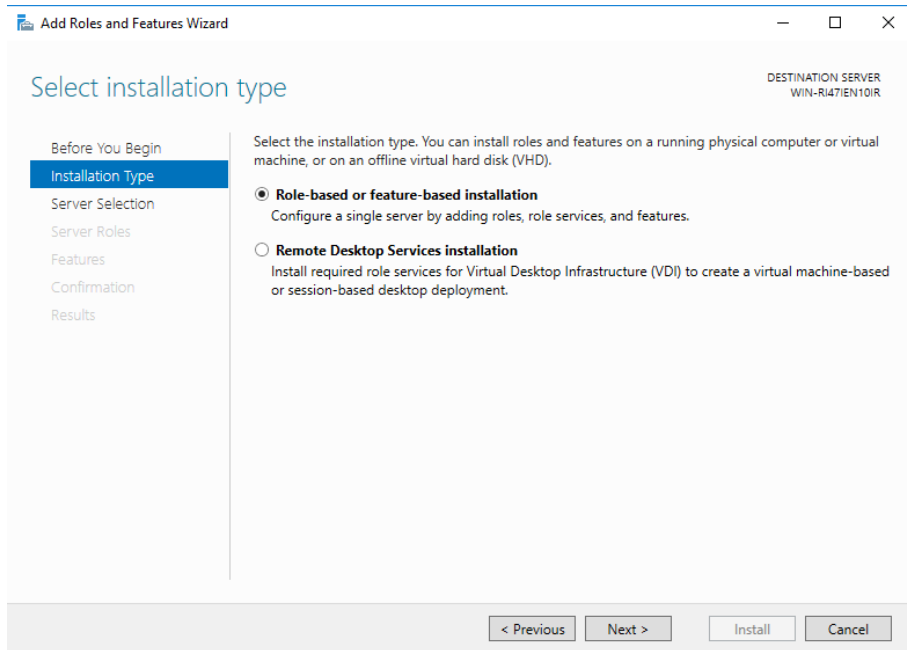 Add Roles and Features Wizard
Select installation type
DESTINATION SERVER
WIN-RI47IEN10IR
Before You Begin
Installation Type
Server Selection
Server Roles
Features
Confirmation
Results
Select the installation type. You can install roles and features on a running physical computer or virtual
machine, or on an offline virtual hard disk (VHD).
Role-based or feature-based installation
Configure a single server by adding roles, role services, and features.
Remote Desktop Services installation
Install required role services for Virtual Desktop Infrastructure (VDI) to create a virtual machine-based
or session-based desktop deployment.
< Previous Next > Install Cancel